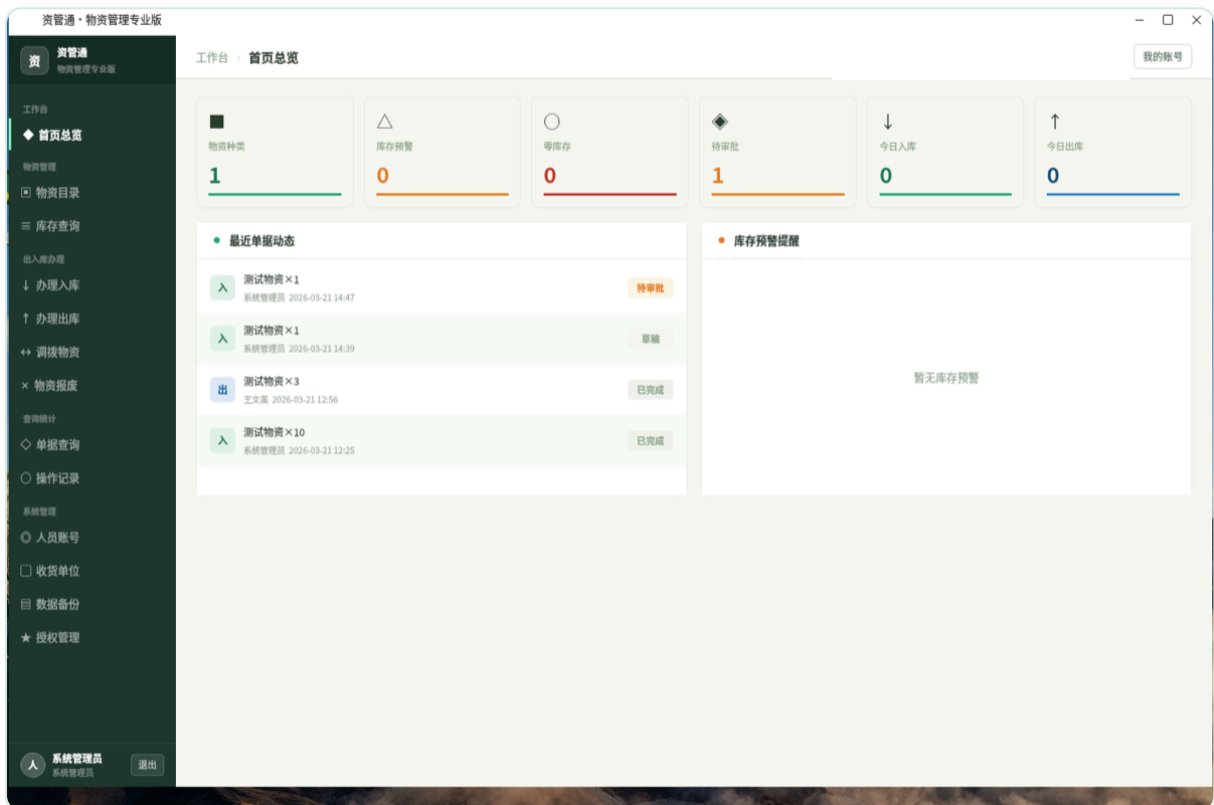 资管通·物资管理专业版
资
资管通
物资管理专业版
工作台
首页总览
物资管理
物资目录
库存查询
出入库办理
办理入库
办理出库
调拨物资
物资报废
查询统计
单据查询
操作记录
系统管理
人员账号
收货单位
数据备份
授权管理
人
系统管理员
系统管理员
退出
工作台 › 首页总览
我的账号
物资种类
1
库存预警
0
零库存
0
待审批
1
今日入库
0
今日出库
0
最近单据动态
入
测试物资×1
系统管理员 2026-03-21 14:47
待审批
入
测试物资×1
系统管理员 2026-03-21 14:39
草稿
出
测试物资×3
王文美 2026-03-21 12:56
已完成
入
测试物资×10
系统管理员 2026-03-21 12:25
已完成
库存预警提醒
暂无库存预警